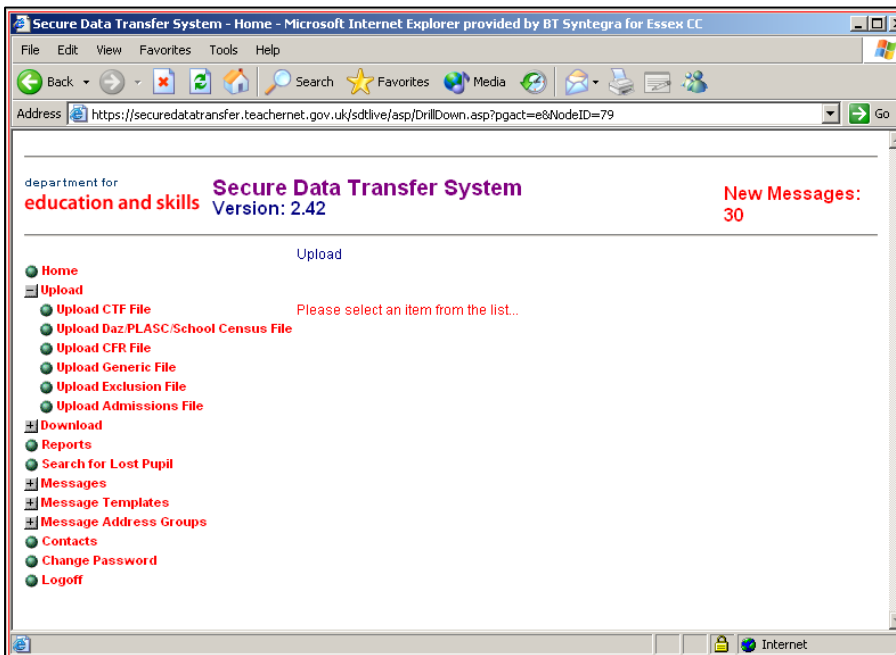 Secure Data Transfer System - Home - Microsoft Internet Explorer provided by BT Syntegra for Essex CC
File Edit View Favorites Tools Help
Back Search Favorites Media
Address https://securedatatransfer.teachernet.gov.uk/sdtlive/asp/DrillDown.asp?pgact=e&NodeID=79 Go
department for
education and skills
Secure Data Transfer System
Version: 2.42
New Messages:
30
Upload
Home
Upload
Upload CTF File
Please select an item from the list...
Upload Daz/PLASC/School Census File
Upload CFR File
Upload Generic File
Upload Exclusion File
Upload Admissions File
Download
Reports
Search for Lost Pupil
Messages
Message Templates
Message Address Groups
Contacts
Change Password
Logoff
Internet